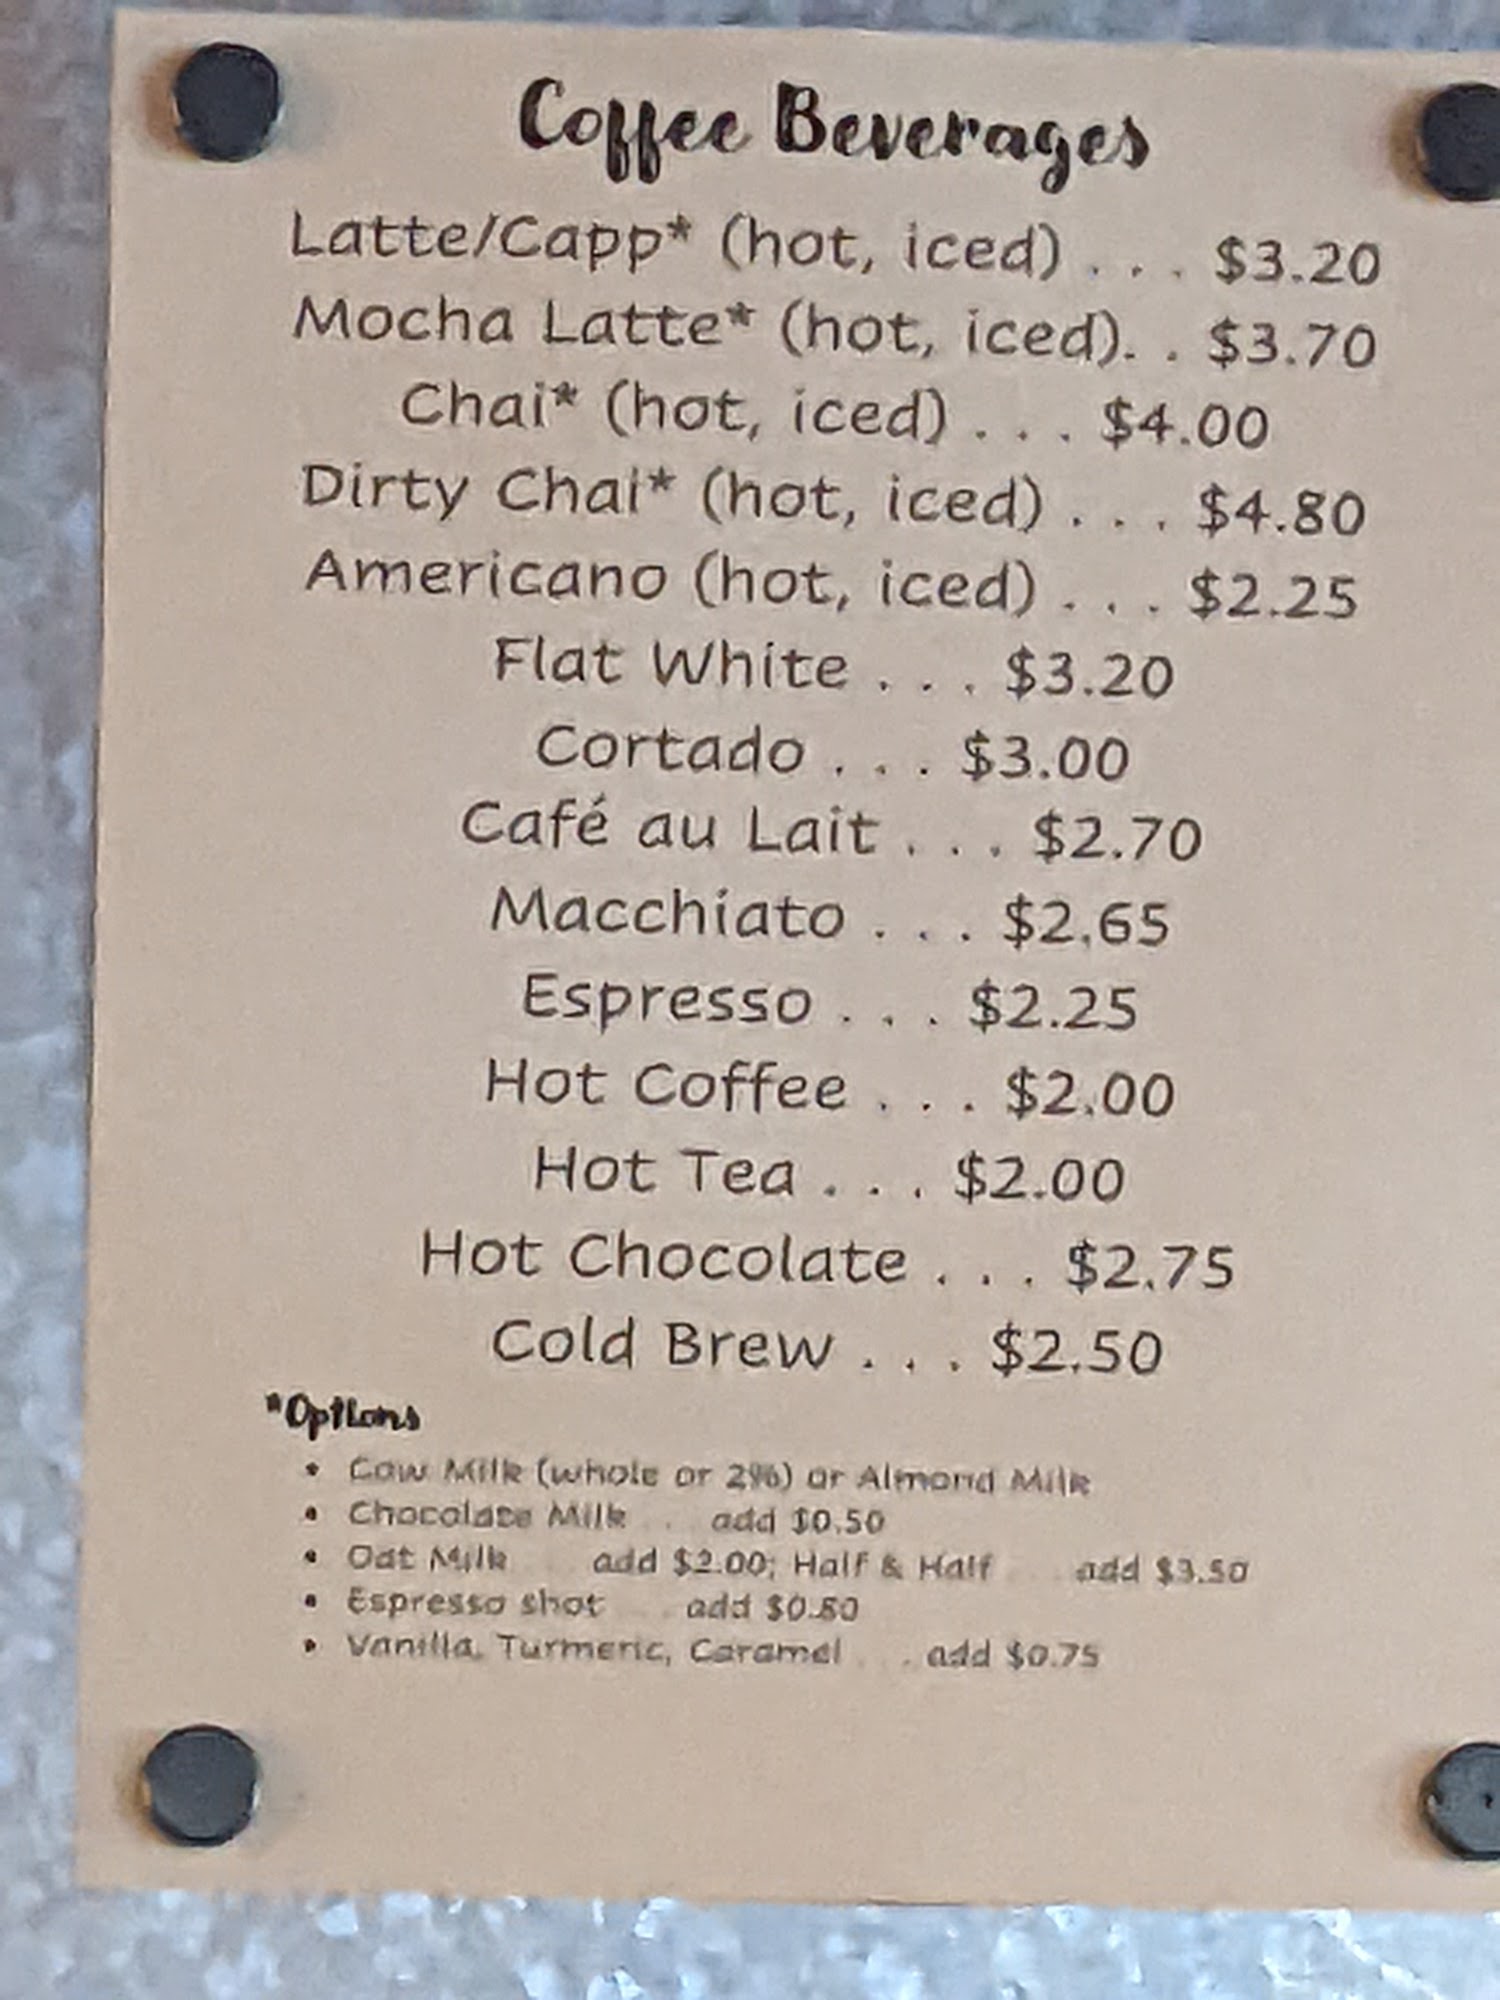 Coffee Beverages
Latte/Capp* (hot, iced) . . . $3.20
Mocha Latte* (hot, iced). . $3.70
Chai* (hot, iced) . . . $4.00
Dirty Chai* (hot, iced) . . . $4.80
Americano (hot, iced) . . . $2.25
Flat White . . . $3.20
Cortado . . . $3.00
Café au Lait . . . $2.70
Macchiato . . . $2.65
Espresso . . . $2.25
Hot Coffee . . . $2.00
Hot Tea . . . $2.00
Hot Chocolate . . . $2.75
Cold Brew . . . $2.50
*Options
• Cow Milk (whole or 2%) or Almond Milk
• Chocolate Milk . . . add $0.50
• Oat Milk . . . add $2.00; Half & Half . . . add $3.50
• Espresso shot . . . add $0.80
• Vanilla, Turmeric, Caramel . . . add $0.75